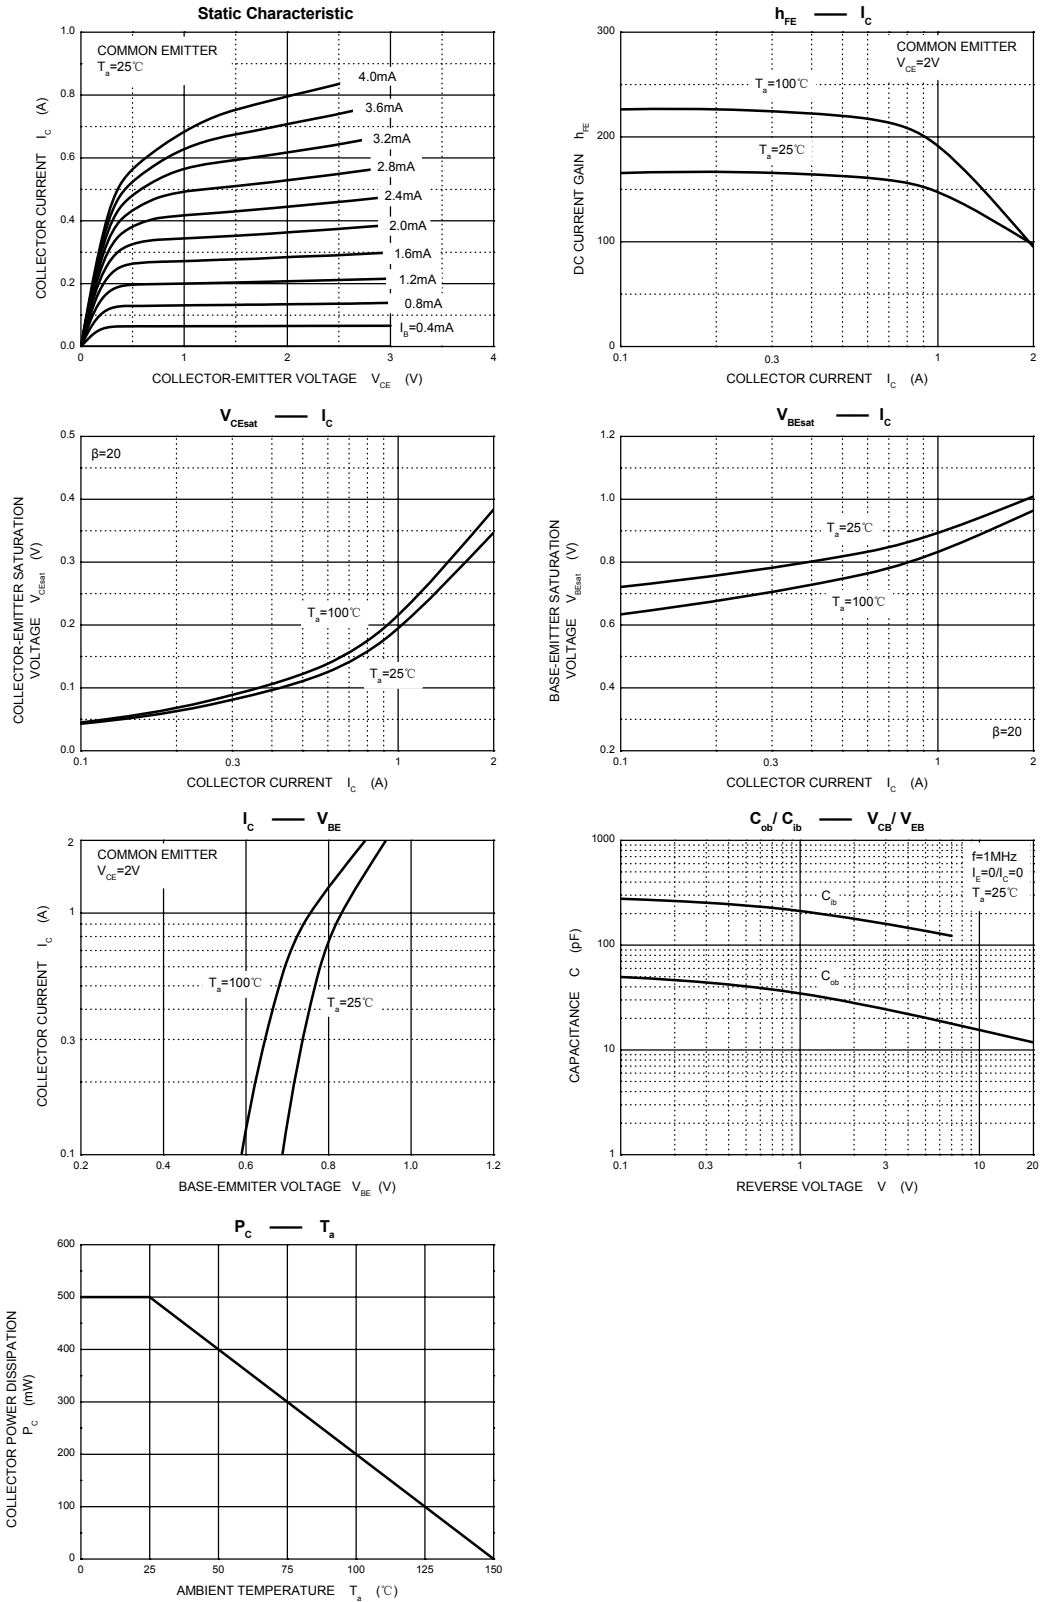 Static Characteristic
COMMON EMITTER
Ta=25℃
4.0mA
3.6mA
3.2mA
2.8mA
2.4mA
2.0mA
1.6mA
1.2mA
0.8mA
IB=0.4mA
1.0
0.8
0.6
0.4
0.2
0.0
0 1 2 3 4
COLLECTOR CURRENT IC (A)
COLLECTOR-EMITTER VOLTAGE VCE (V)
hFE —— IC
COMMON EMITTER
VCE=2V
Ta=100℃
Ta=25℃
300
200
100
0
0.1 0.3 1 2
DC CURRENT GAIN hFE
COLLECTOR CURRENT IC (A)
VCEsat —— IC
β=20
Ta=100℃
Ta=25℃
0.5
0.4
0.3
0.2
0.1
0.0
0.1 0.3 1 2
COLLECTOR-EMITTER SATURATION
VOLTAGE VCEsat (V)
COLLECTOR CURRENT IC (A)
VBEsat —— IC
Ta=25℃
Ta=100℃
β=20
1.2
1.0
0.8
0.6
0.4
0.2
0.1 0.3 1 2
BASE-EMITTER SATURATION
VOLTAGE VBEsat (V)
COLLECTOR CURRENT IC (A)
IC —— VBE
COMMON EMITTER
VCE=2V
Ta=100℃
Ta=25℃
2
1
0.3
0.1
0.2 0.4 0.6 0.8 1.0 1.2
COLLECTOR CURRENT IC (A)
BASE-EMMITER VOLTAGE VBE (V)
Cob/ Cib —— VCB/ VEB
f=1MHz
IE=0/IC=0
Ta=25℃
Cib
Cob
1000
100
10
1
0.1 0.3 1 3 10 20
CAPACITANCE C (pF)
REVERSE VOLTAGE V (V)
PC —— Ta
600
500
400
300
200
100
0
0 25 50 75 100 125 150
COLLECTOR POWER DISSIPATION
PC (mW)
AMBIENT TEMPERATURE Ta (℃)